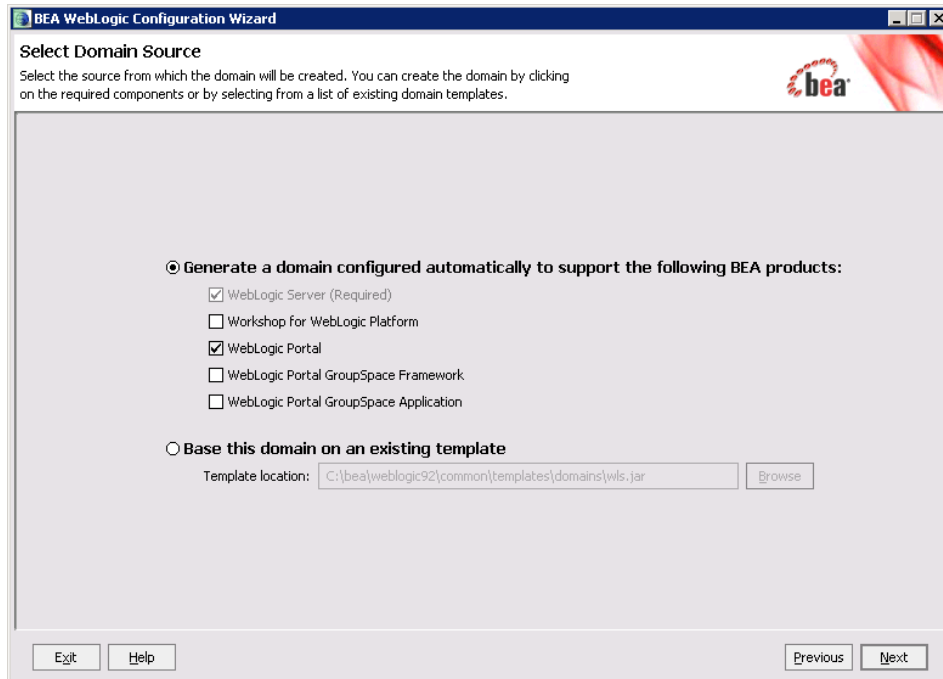 BEA WebLogic Configuration Wizard
Select Domain Source
Select the source from which the domain will be created. You can create the domain by clicking
on the required components or by selecting from a list of existing domain templates.
bea
Generate a domain configured automatically to support the following BEA products:
WebLogic Server (Required)
Workshop for WebLogic Platform
WebLogic Portal
WebLogic Portal GroupSpace Framework
WebLogic Portal GroupSpace Application
Base this domain on an existing template
Template location: C:\bea\weblogic92\common\templates\domains\wls.jar Browse
Exit Help Previous Next